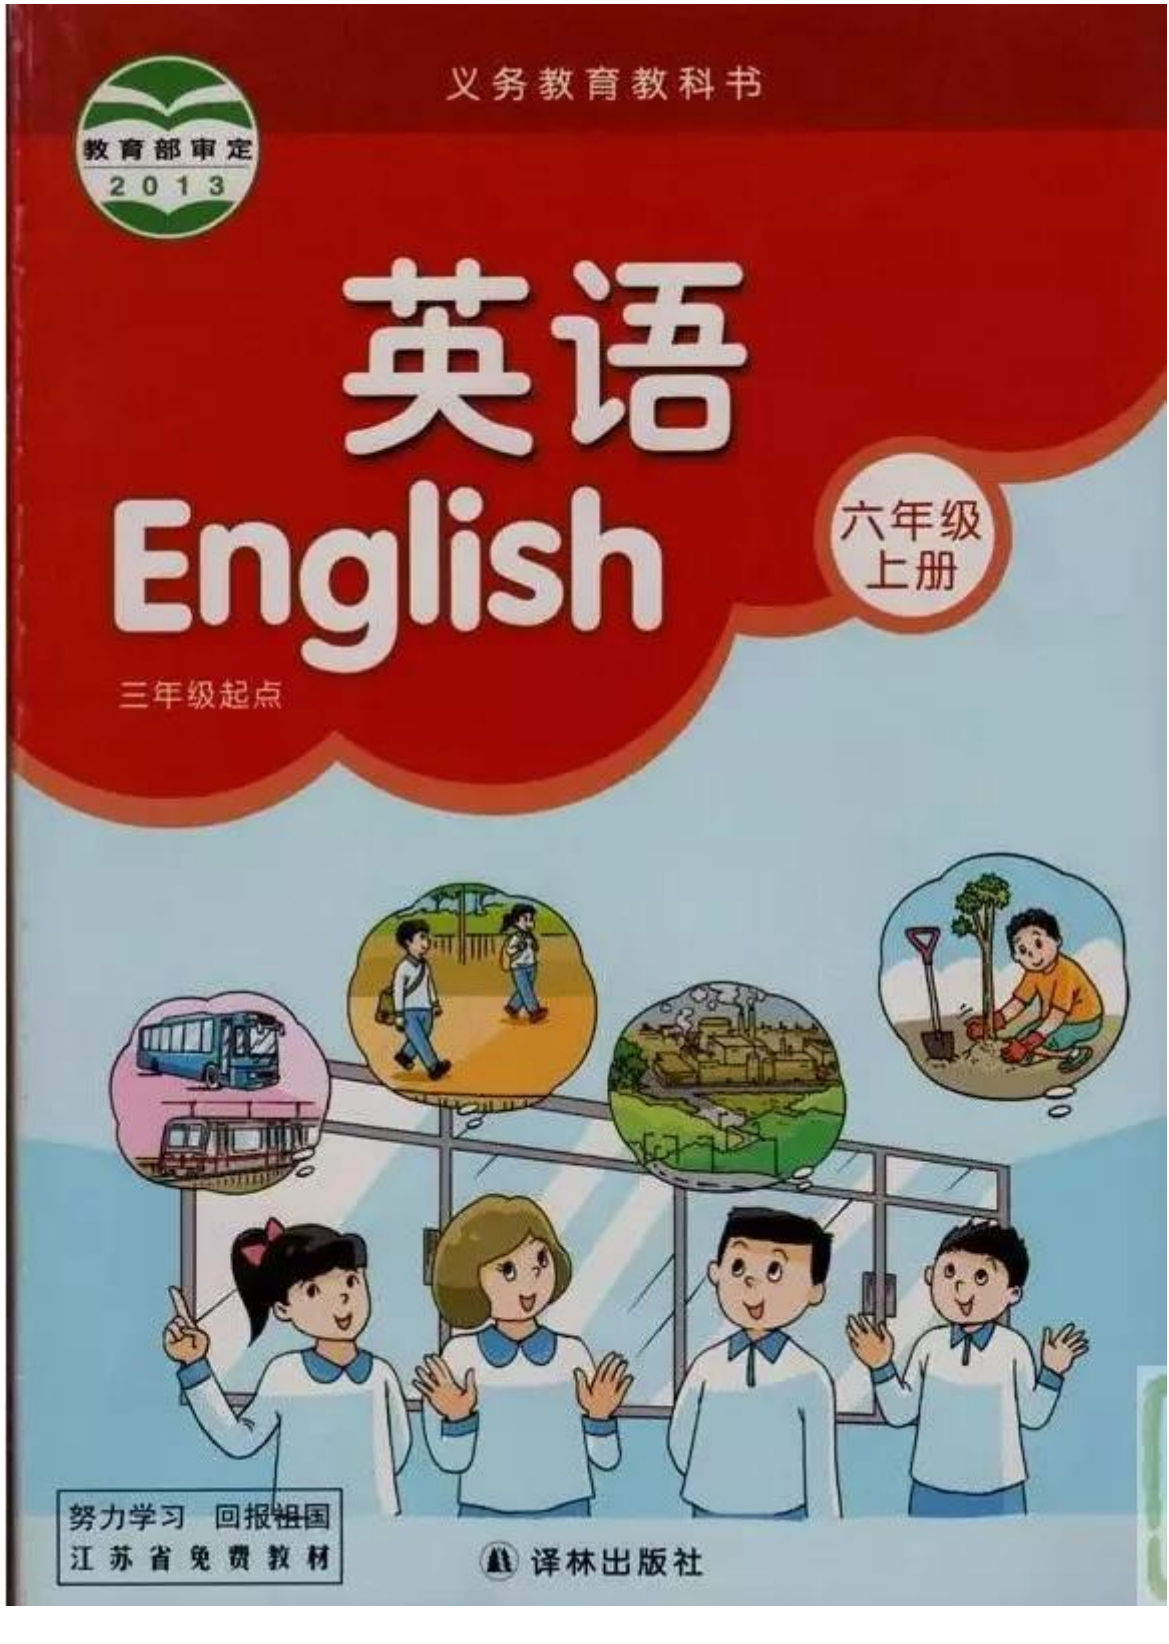 义务教育教科书
教育部审定
2013
英语
English
六年级
上册
三年级起点
努力学习 回报祖国
江苏省免费教材
译林出版社